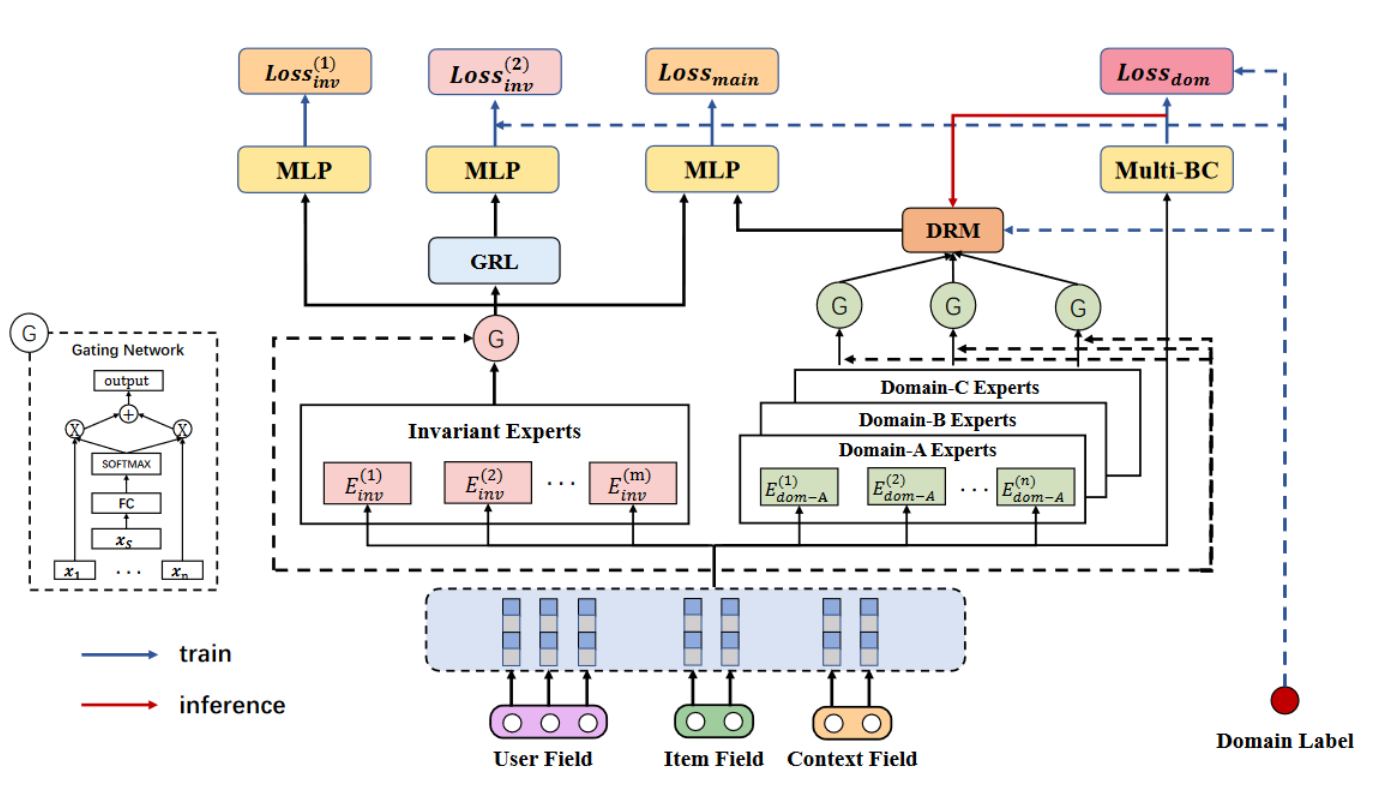 Loss_{inv}^{(1)}
Loss_{inv}^{(2)}
Loss_{main}
Loss_{dom}
MLP
MLP
MLP
Multi-BC
DRM
GRL
G
G
G
G
G
Gating Network
output
+
X
X
SOFTMAX
FC
x_S
x_1
. . .
x_n
Invariant Experts
E_{inv}^{(1)}
E_{inv}^{(2)}
. . .
E_{inv}^{(m)}
Domain-C Experts
Domain-B Experts
Domain-A Experts
E_{dom-A}^{(1)}
E_{dom-A}^{(2)}
. . .
E_{dom-A}^{(n)}
train
inference
User Field
Item Field
Context Field
Domain Label